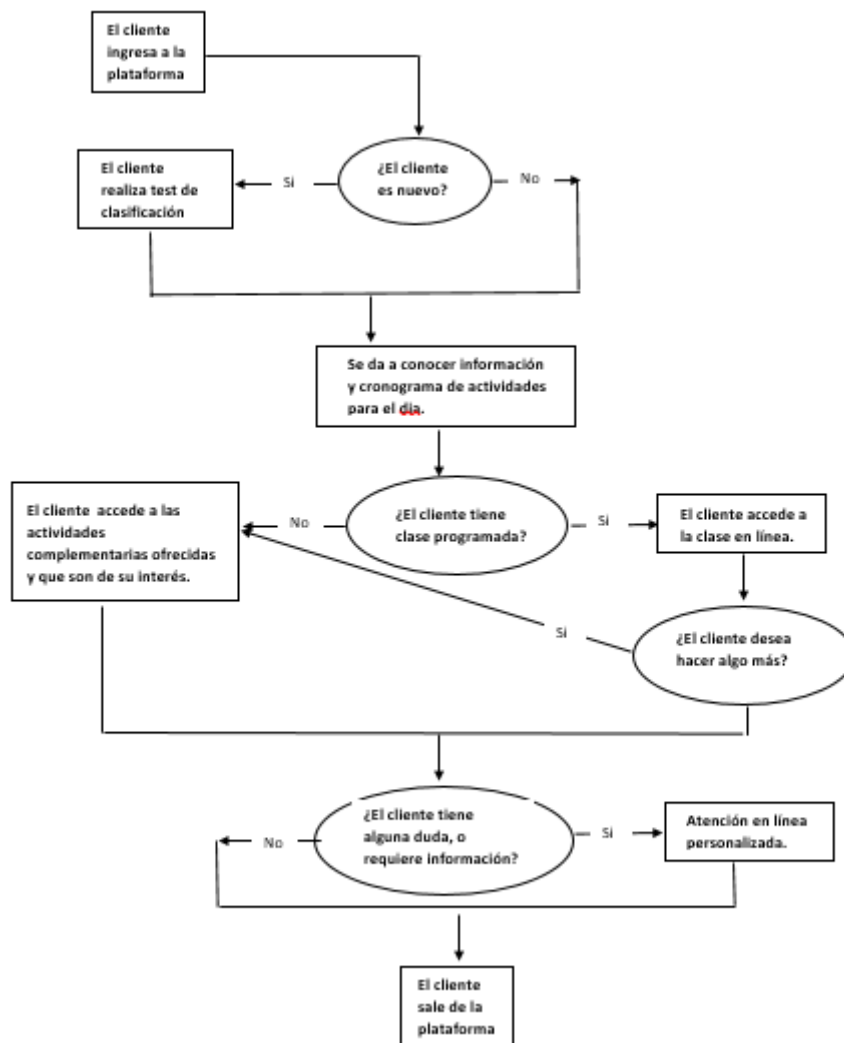 El cliente
ingresa a la
plataforma
¿El cliente
es nuevo?
Si
No
El cliente
realiza test de
clasificación
Se da a conocer información
y cronograma de actividades
para el dia.
¿El cliente tiene
clase programada?
No
Si
El cliente accede a las
actividades
complementarias ofrecidas
y que son de su interés.
El cliente accede a
la clase en línea.
¿El cliente desea
hacer algo más?
Si
¿El cliente tiene
alguna duda, o
requiere información?
No
Si
Atención en línea
personalizada.
El cliente
sale de la
plataforma